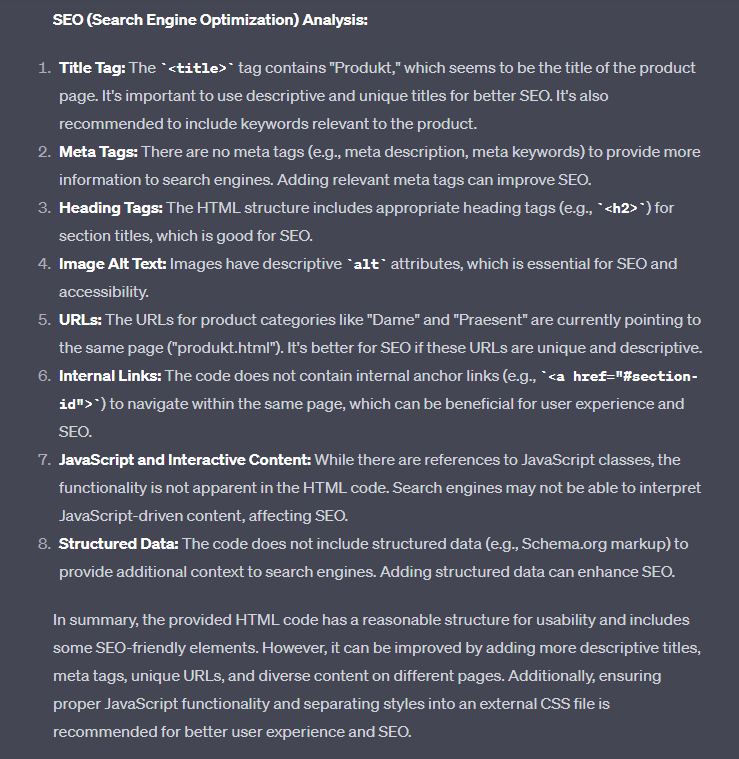 SEO (Search Engine Optimization) Analysis:
1. Title Tag: The `<title>` tag contains "Produkt," which seems to be the title of the product
page. It's important to use descriptive and unique titles for better SEO. It's also
recommended to include keywords relevant to the product.
2. Meta Tags: There are no meta tags (e.g., meta description, meta keywords) to provide more
information to search engines. Adding relevant meta tags can improve SEO.
3. Heading Tags: The HTML structure includes appropriate heading tags (e.g., `<h2>`) for
section titles, which is good for SEO.
4. Image Alt Text: Images have descriptive `alt` attributes, which is essential for SEO and
accessibility.
5. URLs: The URLs for product categories like "Dame" and "Praesent" are currently pointing to
the same page ("produkt.html"). It's better for SEO if these URLs are unique and descriptive.
6. Internal Links: The code does not contain internal anchor links (e.g., `<a href="#section-
id">`) to navigate within the same page, which can be beneficial for user experience and
SEO.
7. JavaScript and Interactive Content: While there are references to JavaScript classes, the
functionality is not apparent in the HTML code. Search engines may not be able to interpret
JavaScript-driven content, affecting SEO.
8. Structured Data: The code does not include structured data (e.g., Schema.org markup) to
provide additional context to search engines. Adding structured data can enhance SEO.
In summary, the provided HTML code has a reasonable structure for usability and includes
some SEO-friendly elements. However, it can be improved by adding more descriptive titles,
meta tags, unique URLs, and diverse content on different pages. Additionally, ensuring
proper JavaScript functionality and separating styles into an external CSS file is
recommended for better user experience and SEO.